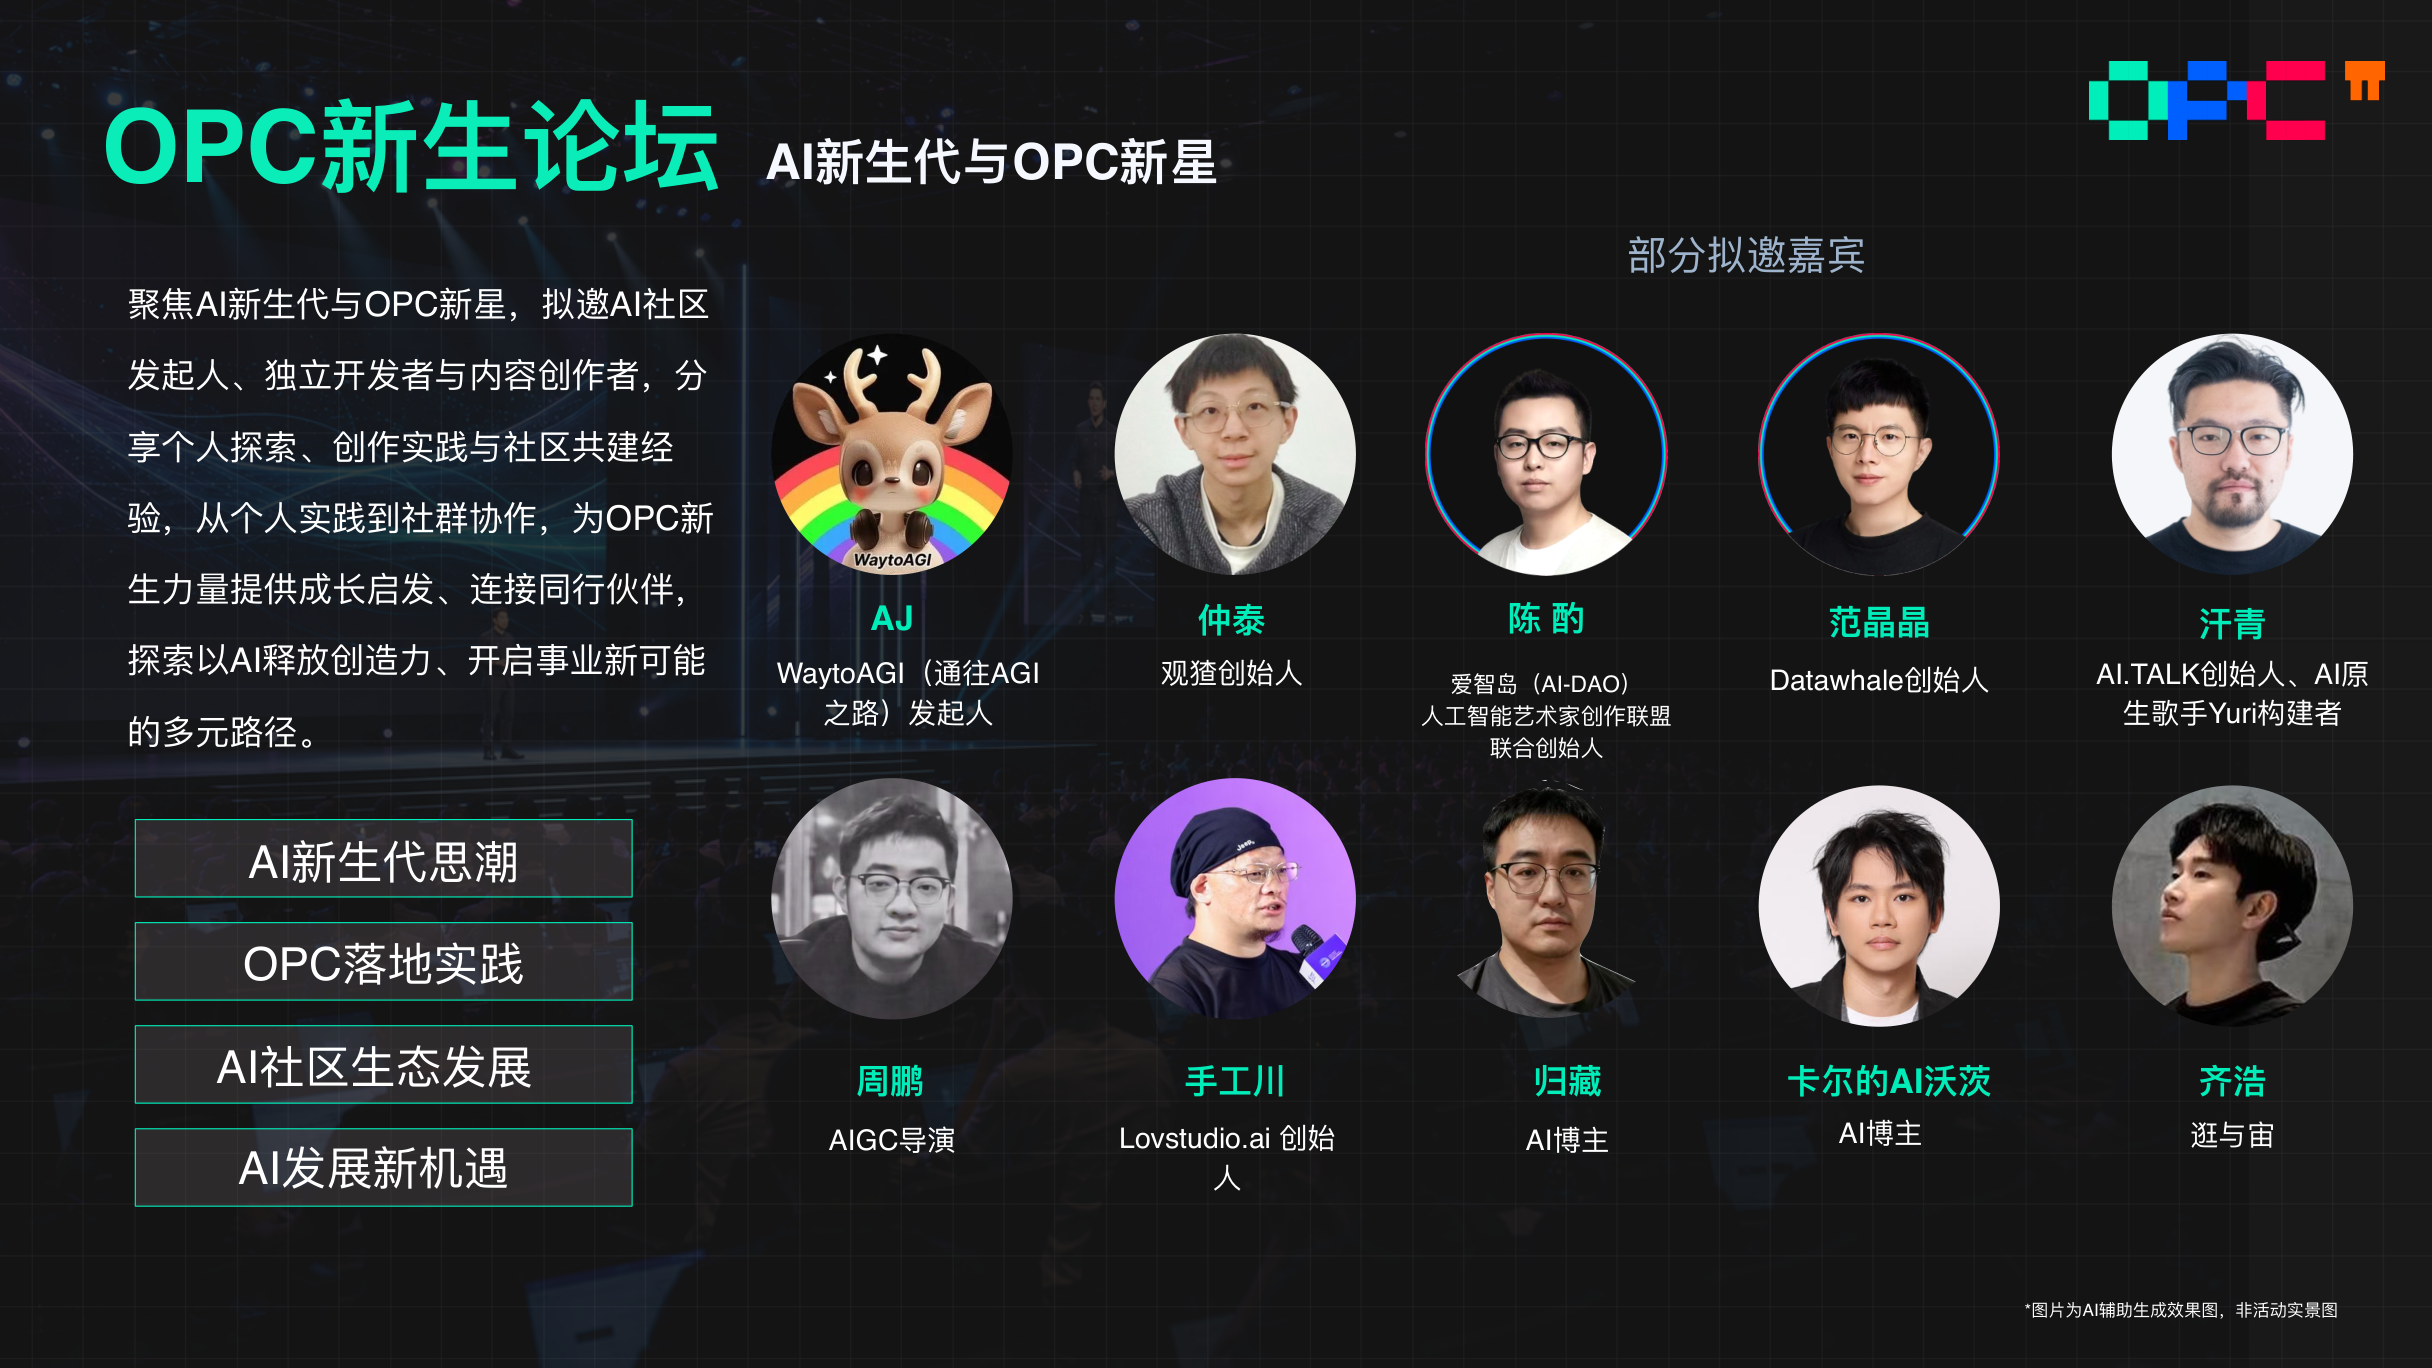 OPC新生论坛 AI新生代与OPC新星
OPC
部分拟邀嘉宾
聚焦AI新生代与OPC新星，拟邀AI社区
发起人、独立开发者与内容创作者，分
享个人探索、创作实践与社区共建经
验，从个人实践到社群协作，为OPC新
生力量提供成长启发、连接同行伙伴，
探索以AI释放创造力、开启事业新可能
的多元路径。
AI新生代思潮
OPC落地实践
AI社区生态发展
AI发展新机遇
WaytoAGI
AJ
WaytoAGI（通往AGI
之路）发起人
仲泰
观猹创始人
陈 酌
爱智岛（AI-DAO）
人工智能艺术家创作联盟
联合创始人
范晶晶
Datawhale创始人
汗青
AI.TALK创始人、AI原
生歌手Yuri构建者
周鹏
AIGC导演
Jeep
手工川
Lovstudio.ai 创始
人
归藏
AI博主
卡尔的AI沃茨
AI博主
齐浩
逛与宙
*图片为AI辅助生成效果图，非活动实景图